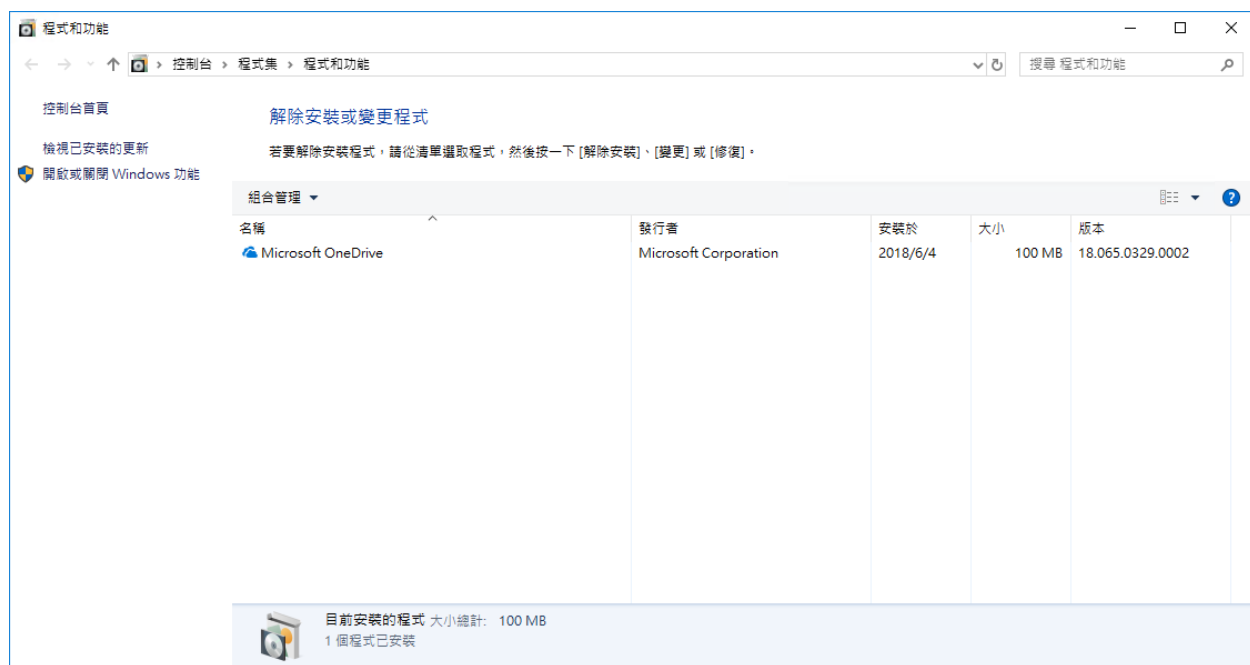 程式和功能
控制台 › 程式集 › 程式和功能
搜尋 程式和功能
控制台首頁
檢視已安裝的更新
開啟或關閉 Windows 功能
解除安裝或變更程式
若要解除安裝程式，請從清單選取程式，然後按一下 [解除安裝]、[變更] 或 [修復]。
組合管理
名稱 發行者 安裝於 大小 版本
Microsoft OneDrive Microsoft Corporation 2018/6/4 100 MB 18.065.0329.0002
目前安裝的程式 大小總計: 100 MB
1 個程式已安裝